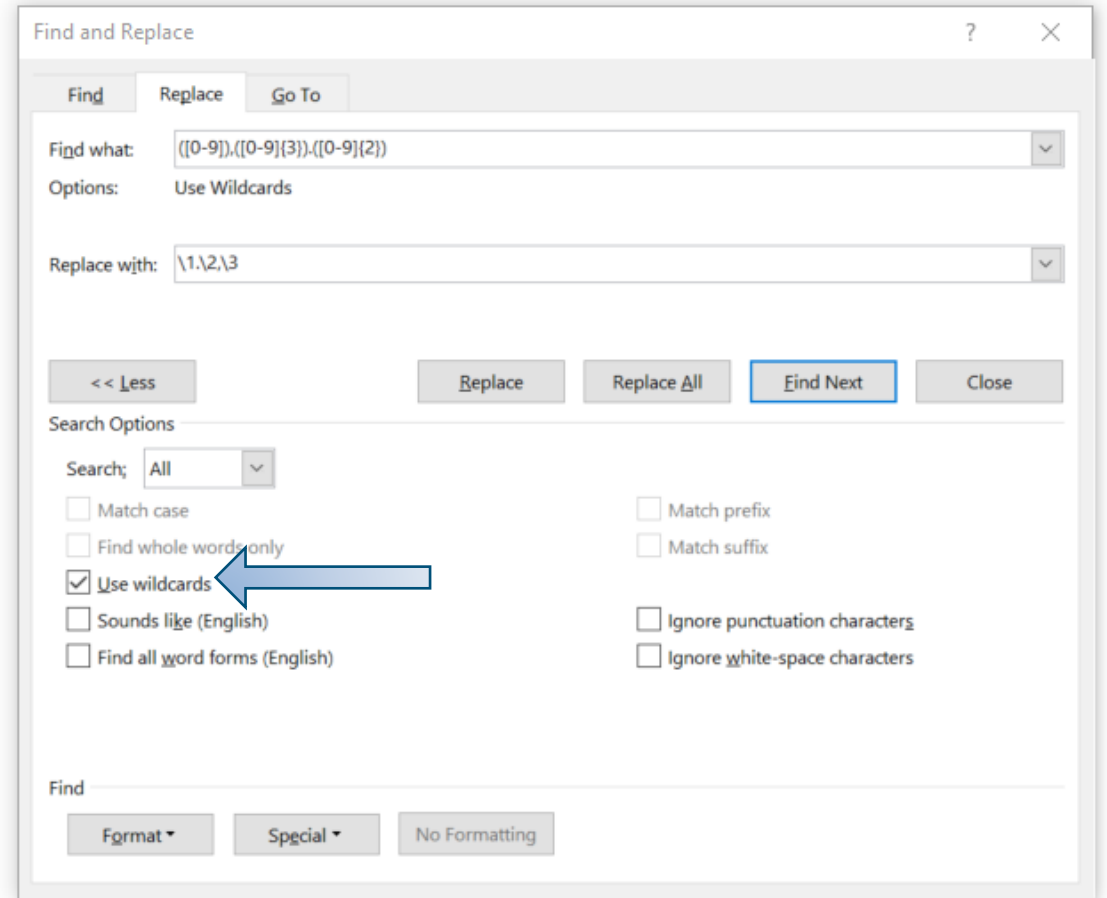 Find and Replace ? ×
Find Replace Go To
Find what: ([0-9]),([0-9]{3}).([0-9]{2})
Options: Use Wildcards
Replace with: \1.\2,\3
<< Less Replace Replace All Find Next Close
Search Options
Search; All
Match case Match prefix
Find whole words only Match suffix
Use wildcards
Sounds like (English) Ignore punctuation characters
Find all word forms (English) Ignore white-space characters
Find
Format Special No Formatting